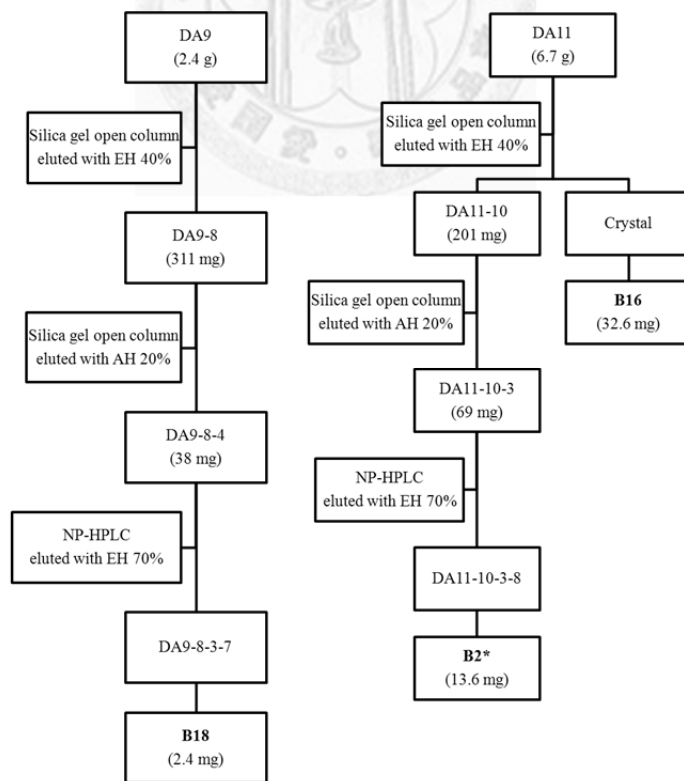 DA9
(2.4 g)
Silica gel open column
eluted with EH 40%
DA9-8
(311 mg)
Silica gel open column
eluted with AH 20%
DA9-8-4
(38 mg)
NP-HPLC
eluted with EH 70%
DA9-8-3-7
B18
(2.4 mg)
DA11
(6.7 g)
Silica gel open column
eluted with EH 40%
DA11-10
(201 mg)
Crystal
B16
(32.6 mg)
Silica gel open column
eluted with AH 20%
DA11-10-3
(69 mg)
NP-HPLC
eluted with EH 70%
DA11-10-3-8
B2*
(13.6 mg)